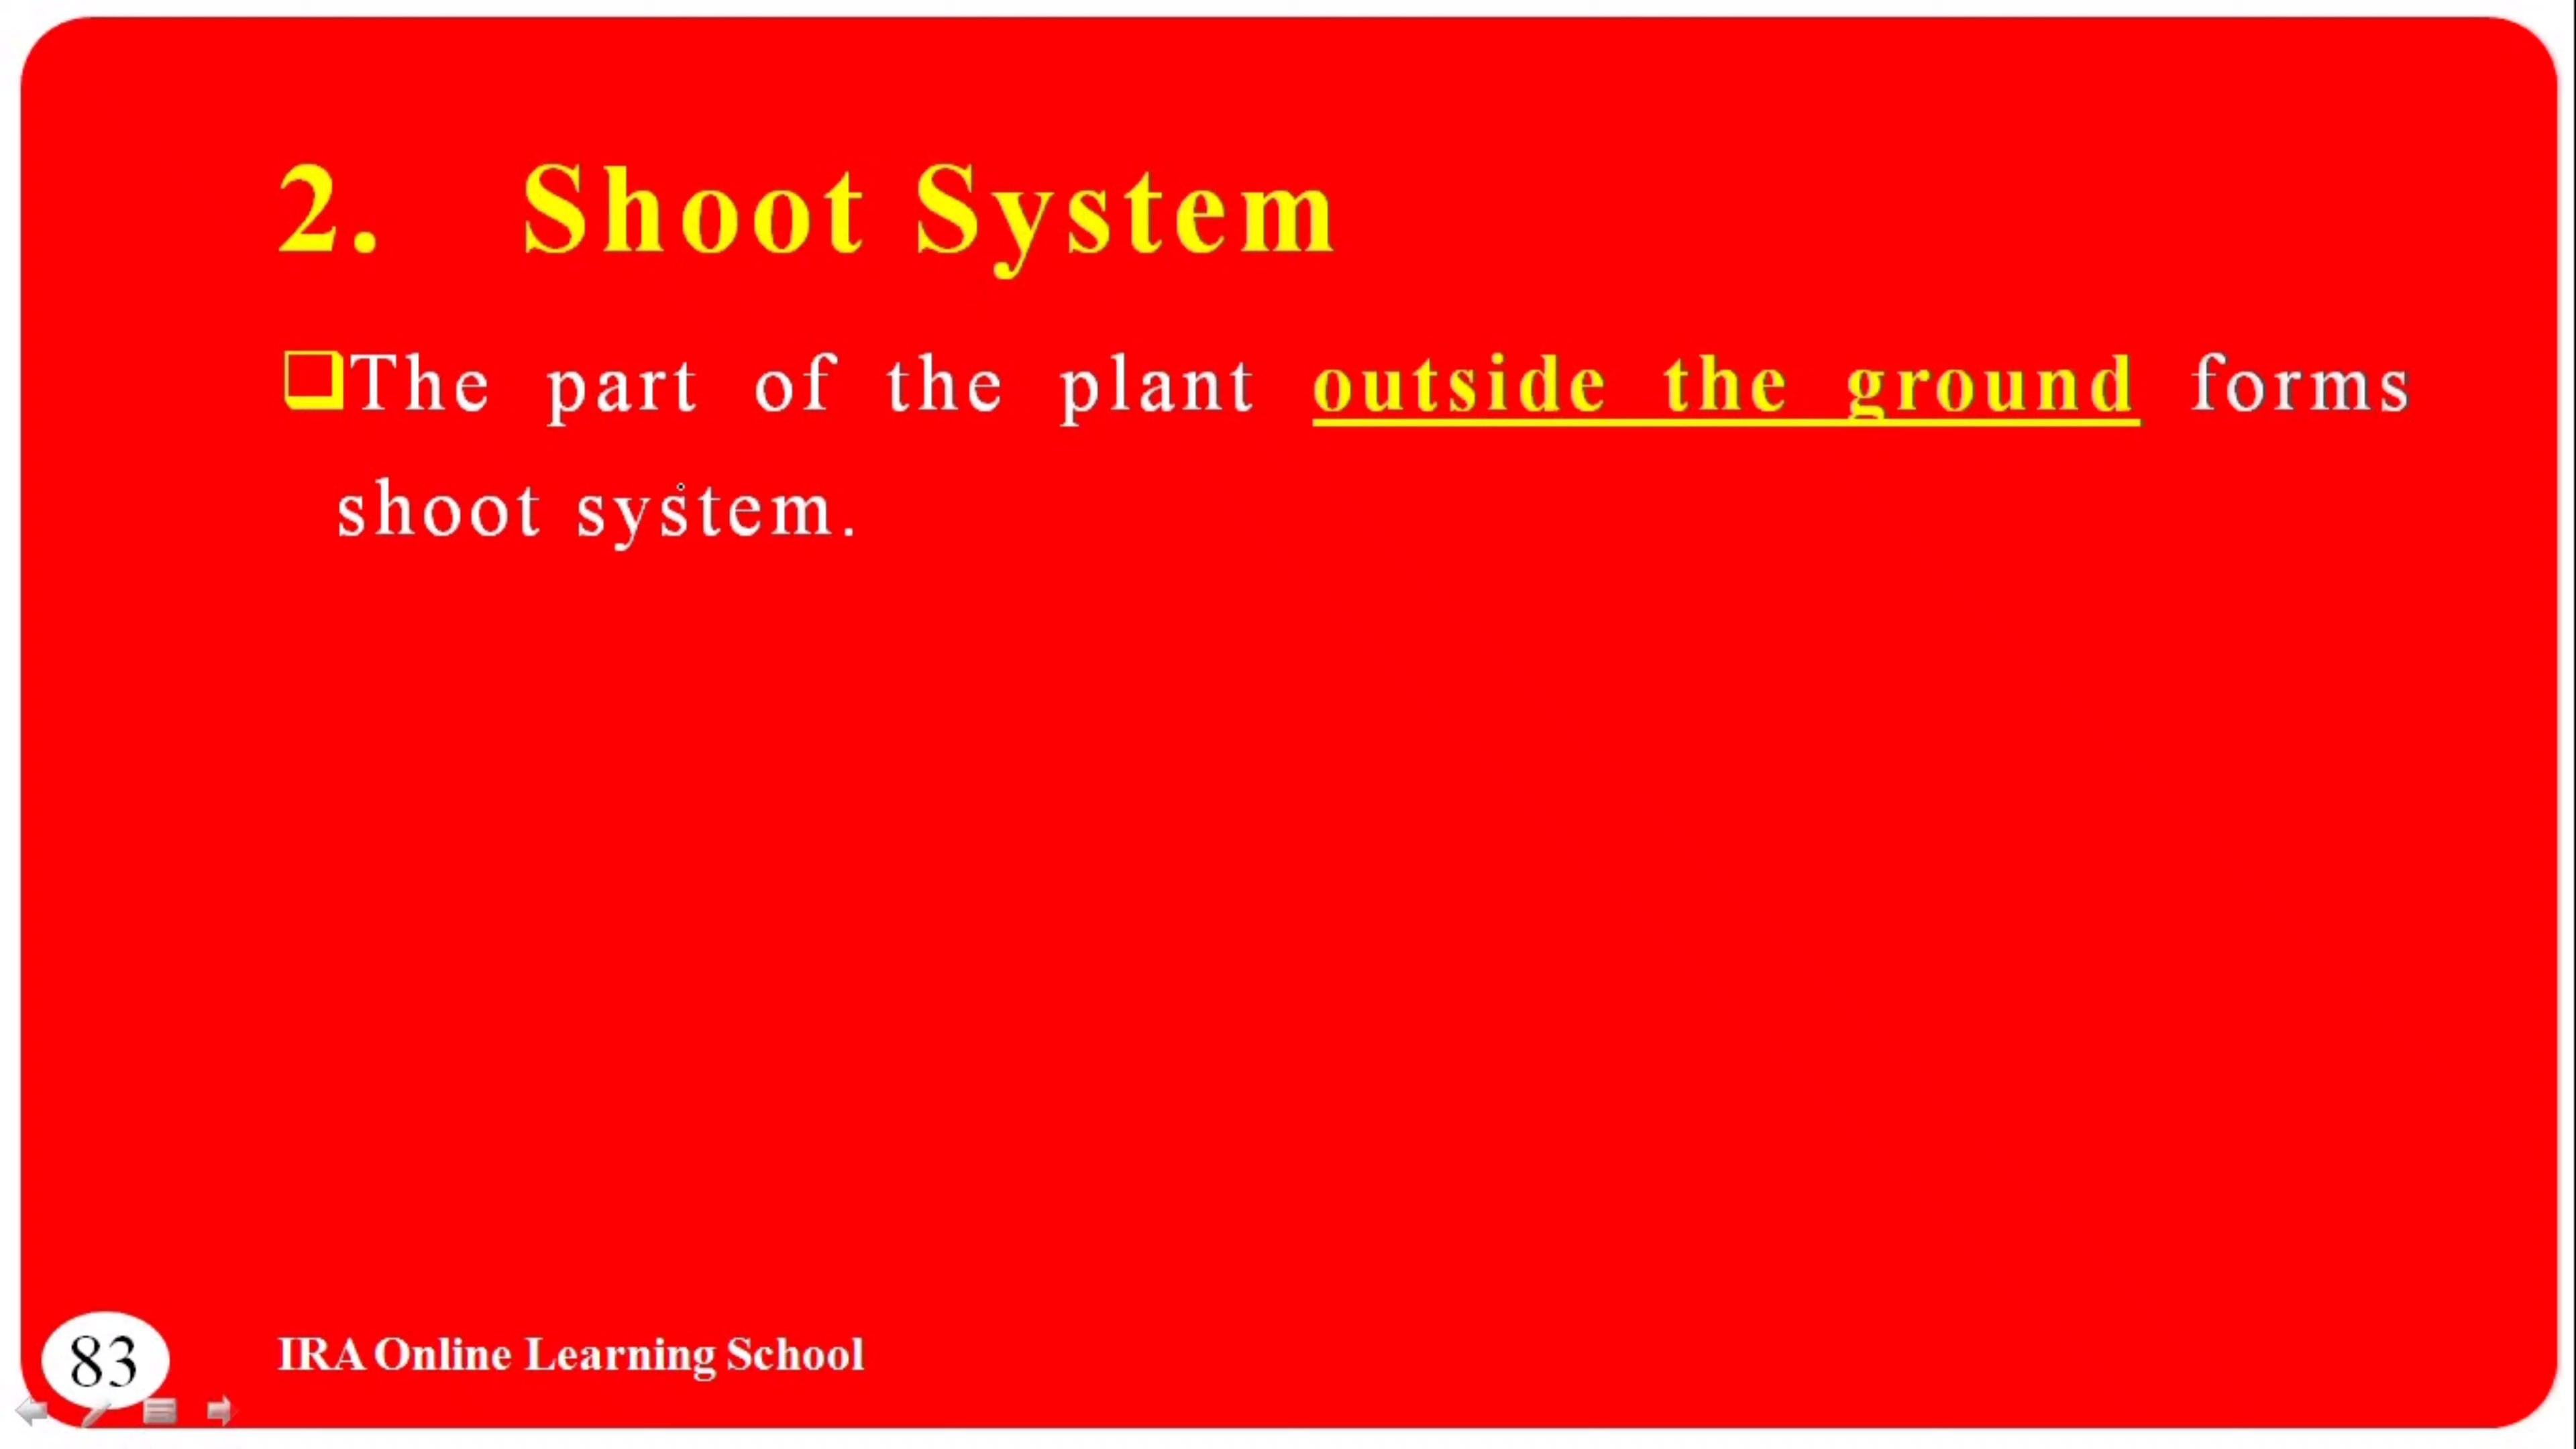 2. Shoot System
❑The part of the plant outside the ground forms
shoot system.
83
IRA Online Learning School